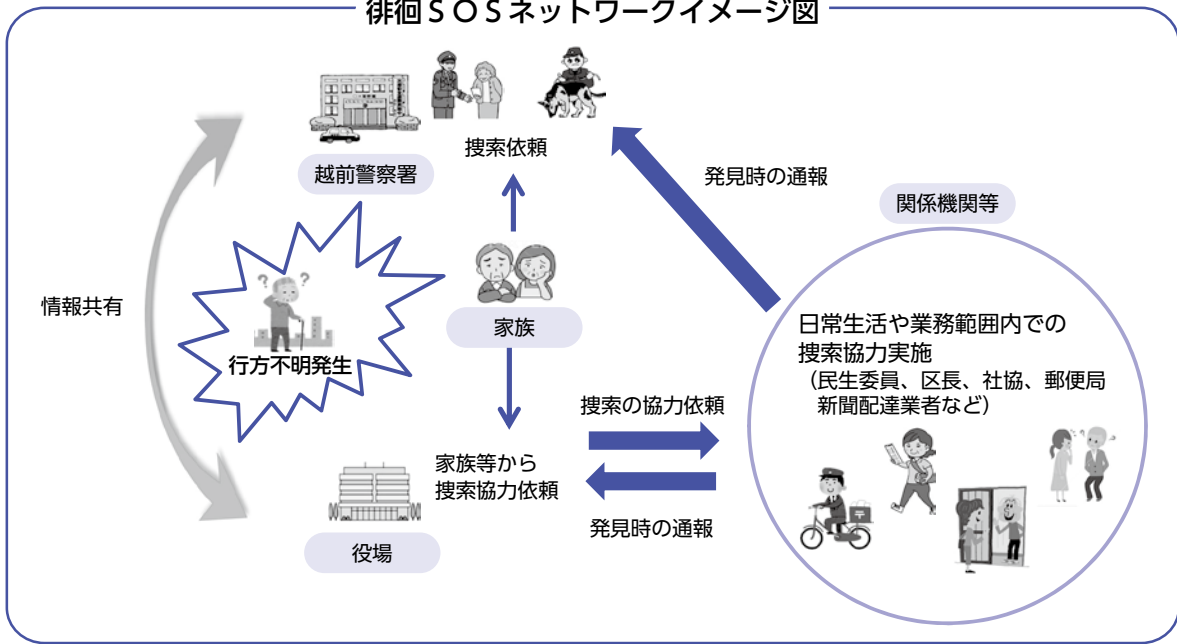 徘徊SOSネットワークイメージ図
捜索依頼
越前警察署
発見時の通報
関係機関等
情報共有
行方不明発生
家族
日常生活や業務範囲内での
捜索協力実施
（民生委員、区長、社協、郵便局
新聞配達業者など）
捜索の協力依頼
家族等から
捜索協力依頼
発見時の通報
役場